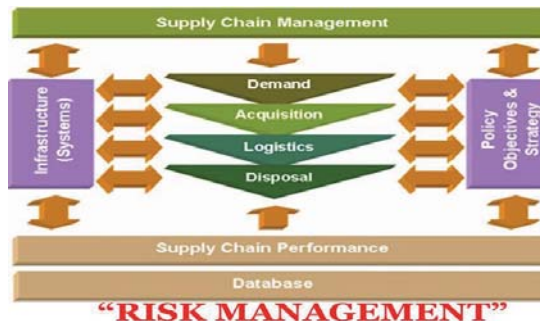 Supply Chain Management
Demand
Acquisition
Logistics
Disposal
Infrastructure
(Systems)
Policy
Objectives &
Strategy
Supply Chain Performance
Database
“RISK MANAGEMENT”